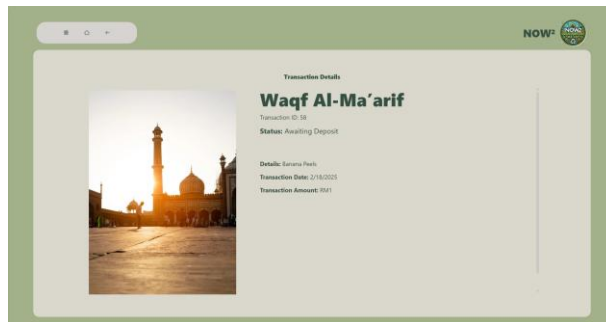 NOW²
NOW2
Transaction Details
Waqf Al-Ma'arif
Transaction ID: 58
Status: Awaiting Deposit
Details: Banana Peels
Transaction Date: 2/18/2025
Transaction Amount: RM1